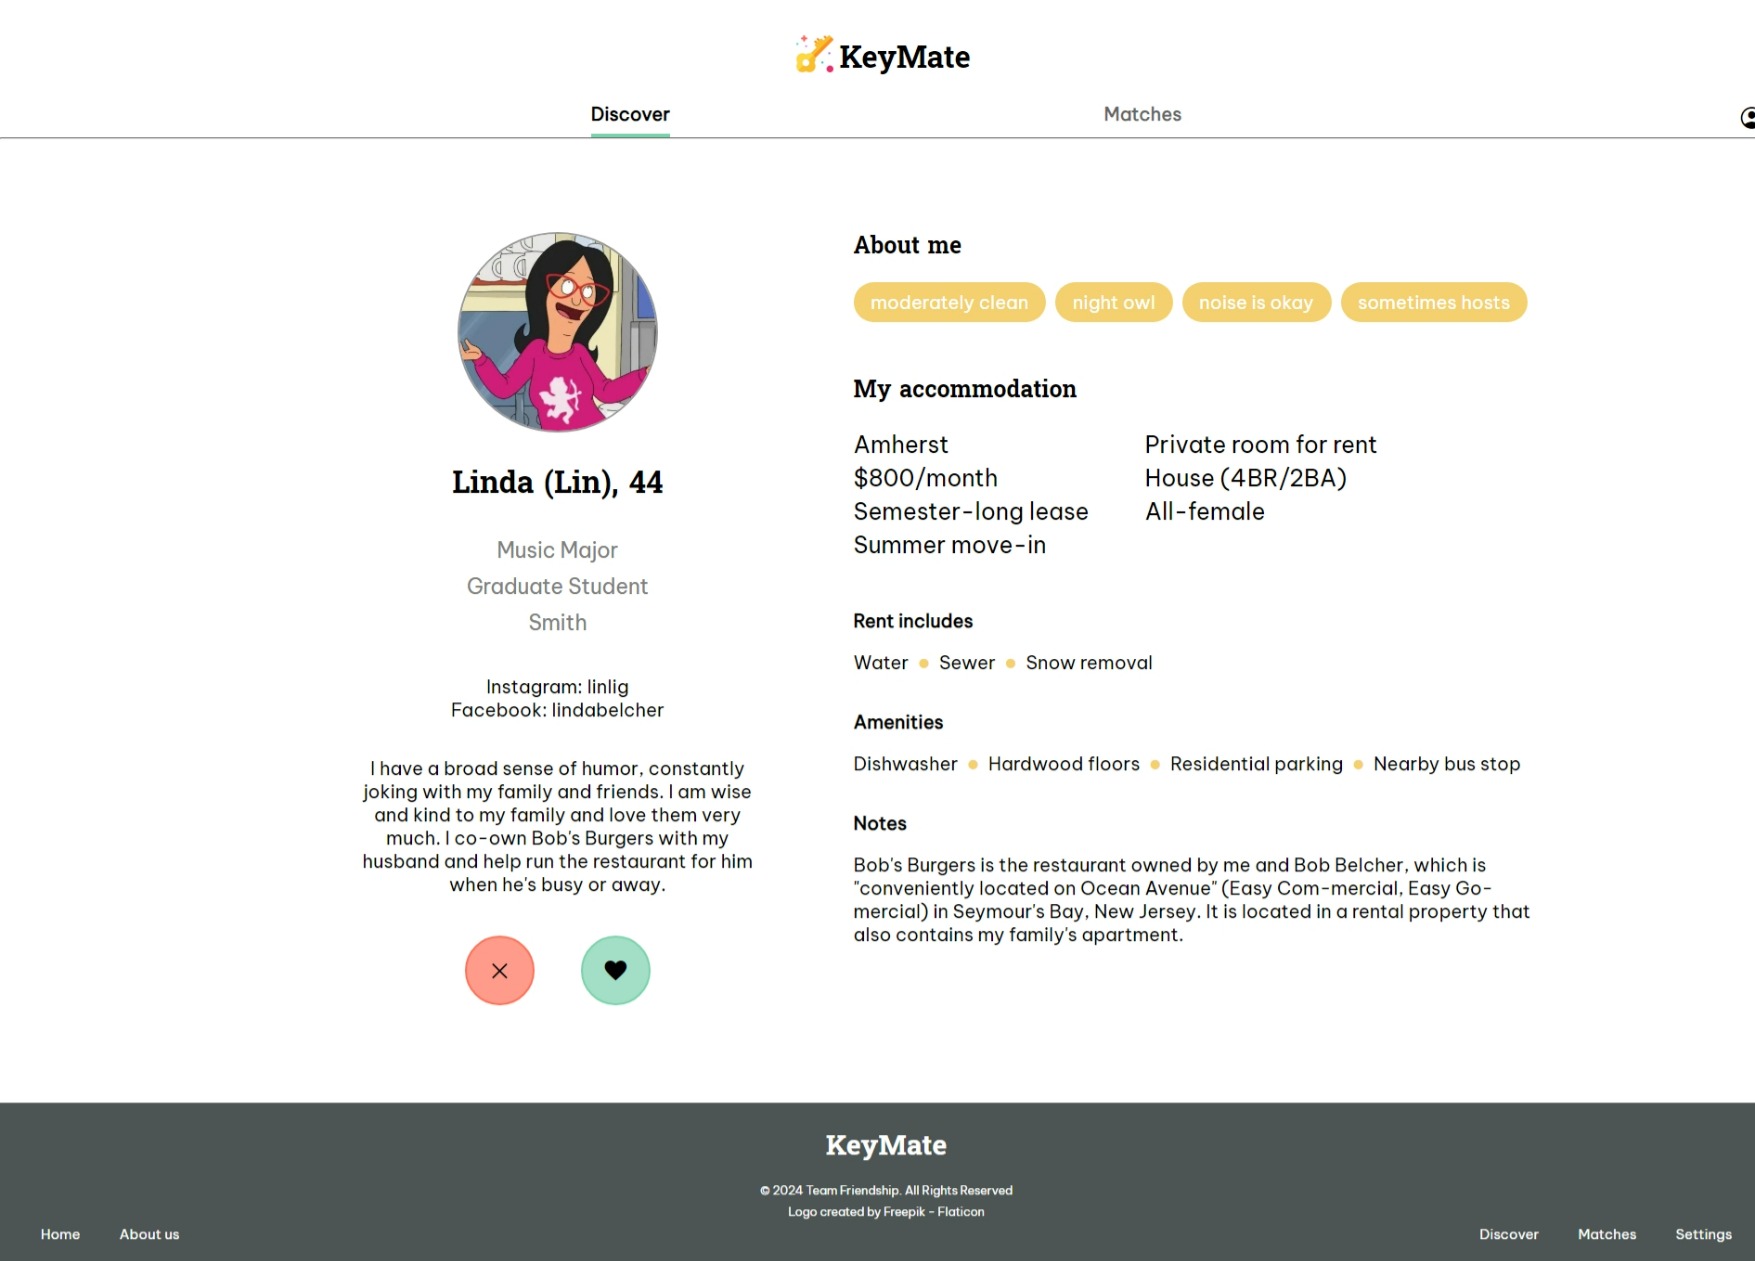 KeyMate
Discover
Matches
Linda (Lin), 44
Music Major
Graduate Student
Smith
Instagram: linlig
Facebook: lindabelcher
I have a broad sense of humor, constantly
joking with my family and friends. I am wise
and kind to my family and love them very
much. I co-own Bob's Burgers with my
husband and help run the restaurant for him
when he's busy or away.
About me
moderately clean
night owl
noise is okay
sometimes hosts
My accommodation
Amherst
$800/month
Semester-long lease
Summer move-in
Private room for rent
House (4BR/2BA)
All-female
Rent includes
Water
Sewer
Snow removal
Amenities
Dishwasher
Hardwood floors
Residential parking
Nearby bus stop
Notes
Bob's Burgers is the restaurant owned by me and Bob Belcher, which is
"conveniently located on Ocean Avenue" (Easy Com-mercial, Easy Go-
mercial) in Seymour's Bay, New Jersey. It is located in a rental property that
also contains my family's apartment.
KeyMate
© 2024 Team Friendship. All Rights Reserved
Logo created by Freepik - Flaticon
Home
About us
Discover
Matches
Settings